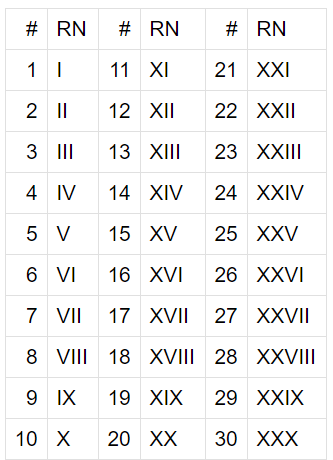 # RN # RN # RN
1 I 11 XI 21 XXI
2 II 12 XII 22 XXII
3 III 13 XIII 23 XXIII
4 IV 14 XIV 24 XXIV
5 V 15 XV 25 XXV
6 VI 16 XVI 26 XXVI
7 VII 17 XVII 27 XXVII
8 VIII 18 XVIII 28 XXVIII
9 IX 19 XIX 29 XXIX
10 X 20 XX 30 XXX